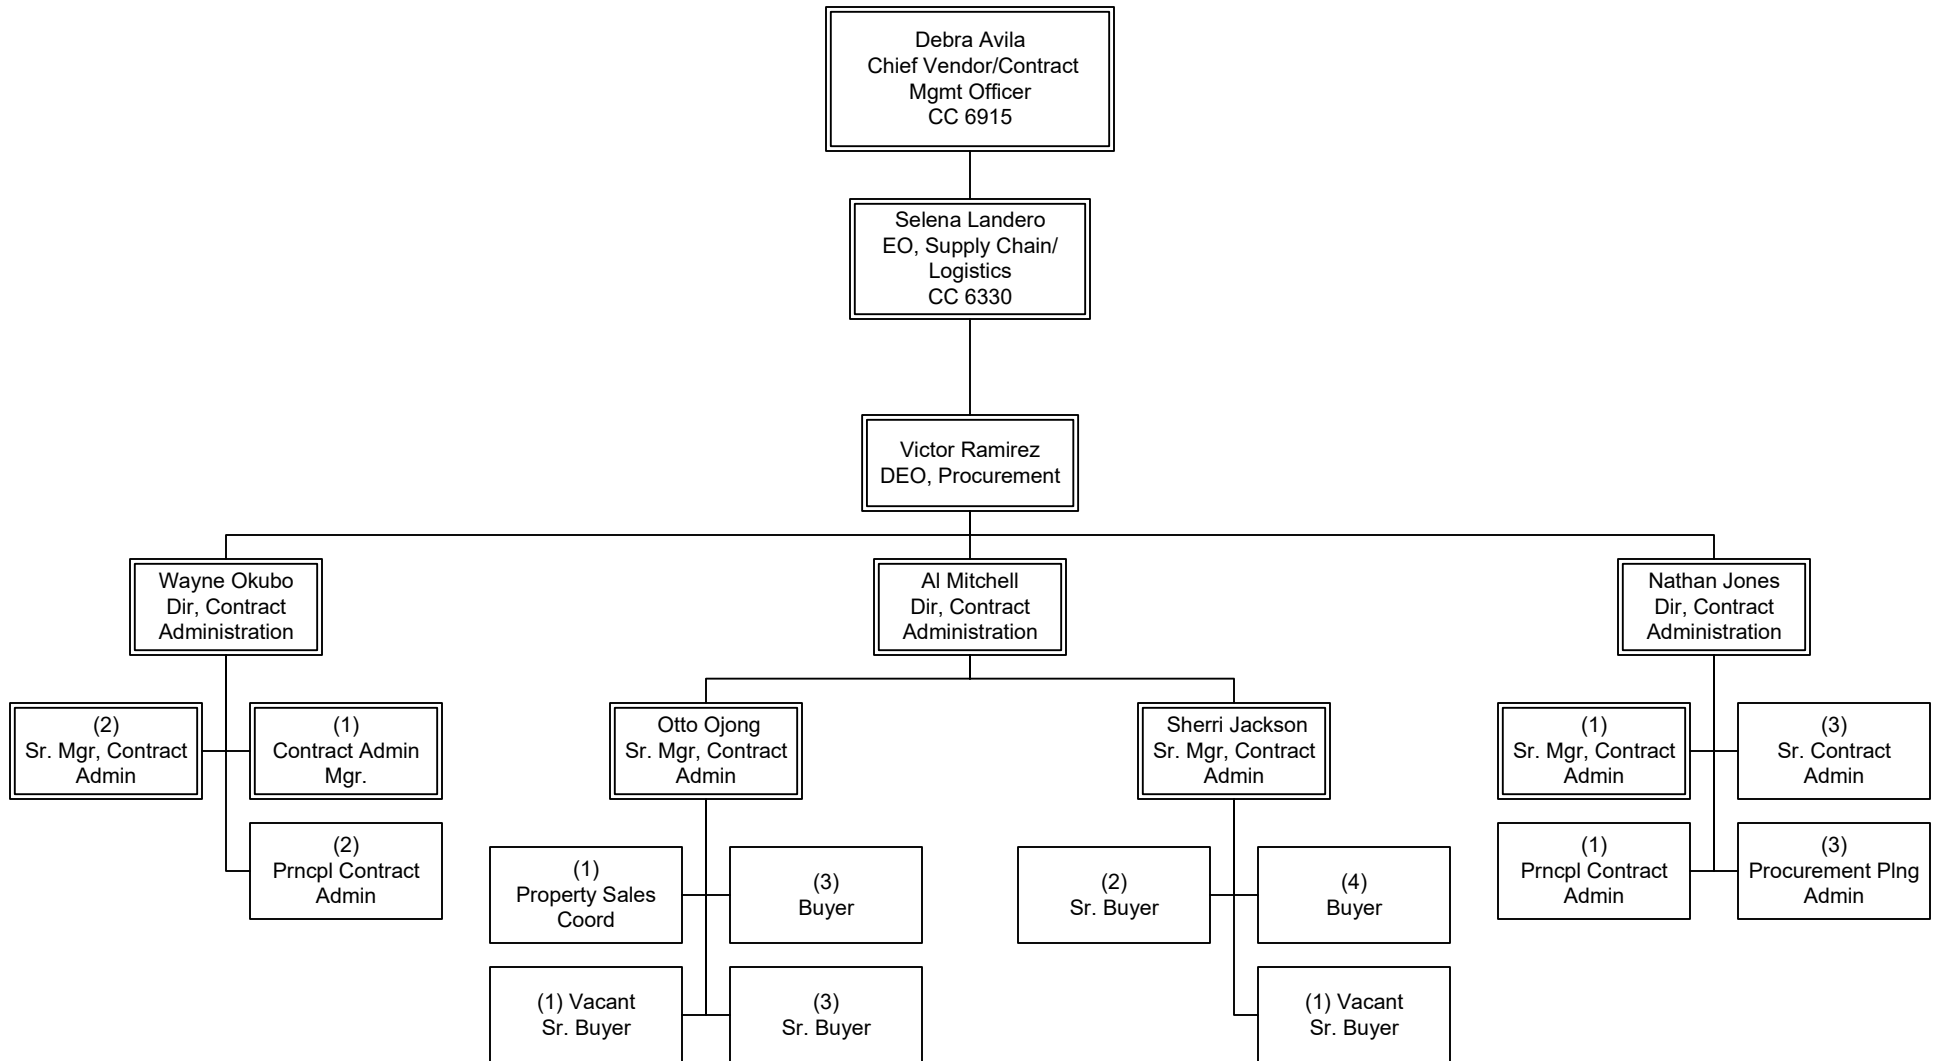 Debra Avila
Chief Vendor/Contract
Mgmt Officer
CC 6915
Selena Landero
EO, Supply Chain/
Logistics
CC 6330
Victor Ramirez
DEO, Procurement
Wayne Okubo
Dir, Contract
Administration
Al Mitchell
Dir, Contract
Administration
Nathan Jones
Dir, Contract
Administration
(2)
Sr. Mgr, Contract
Admin
(1)
Contract Admin
Mgr.
(2)
Prncpl Contract
Admin
Otto Ojong
Sr. Mgr, Contract
Admin
(1)
Property Sales
Coord
(3)
Buyer
(1) Vacant
Sr. Buyer
(3)
Sr. Buyer
Sherri Jackson
Sr. Mgr, Contract
Admin
(2)
Sr. Buyer
(4)
Buyer
(1) Vacant
Sr. Buyer
(1)
Sr. Mgr, Contract
Admin
(3)
Sr. Contract
Admin
(1)
Prncpl Contract
Admin
(3)
Procurement Plng
Admin